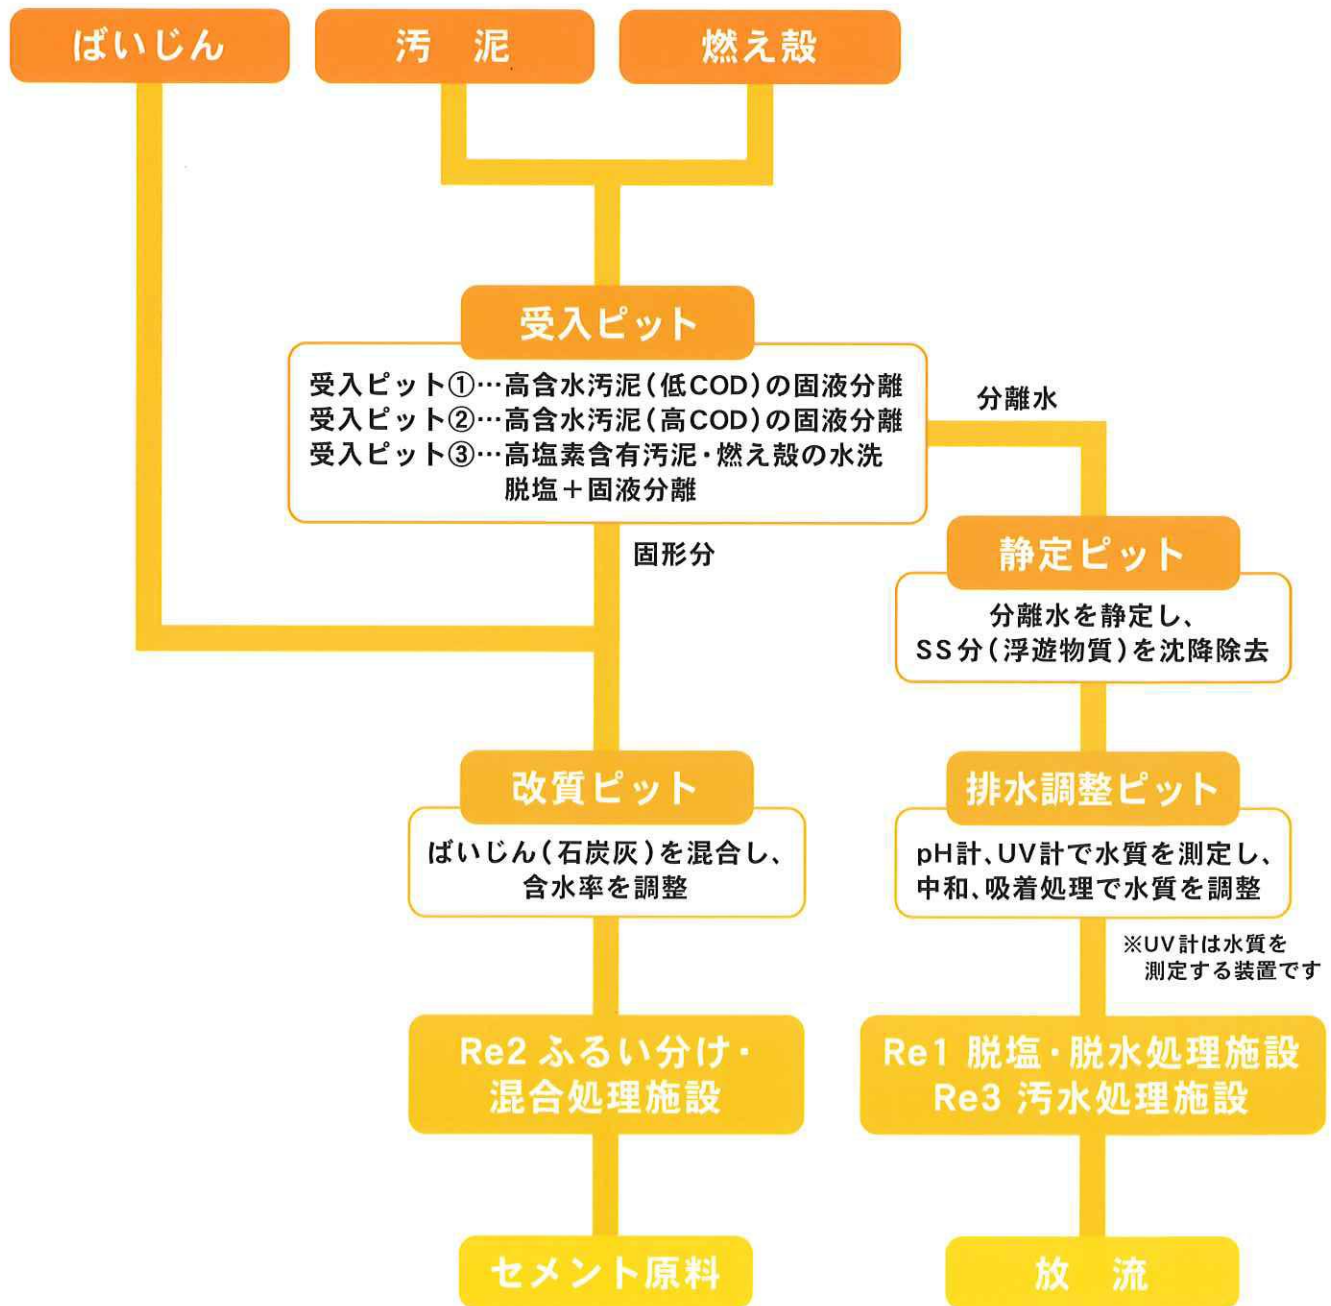 ばいじん
汚 泥
燃え殻
受入ピット
受入ピット①…高含水汚泥(低COD)の固液分離
受入ピット②…高含水汚泥(高COD)の固液分離
受入ピット③…高塩素含有汚泥・燃え殻の水洗
脱塩＋固液分離
分離水
固形分
静定ピット
分離水を静定し、
SS分(浮遊物質)を沈降除去
改質ピット
ばいじん(石炭灰)を混合し、
含水率を調整
排水調整ピット
pH計、UV計で水質を測定し、
中和、吸着処理で水質を調整
※UV計は水質を
測定する装置です
Re2 ふるい分け・
混合処理施設
Re1 脱塩・脱水処理施設
Re3 汚水処理施設
セメント原料
放 流